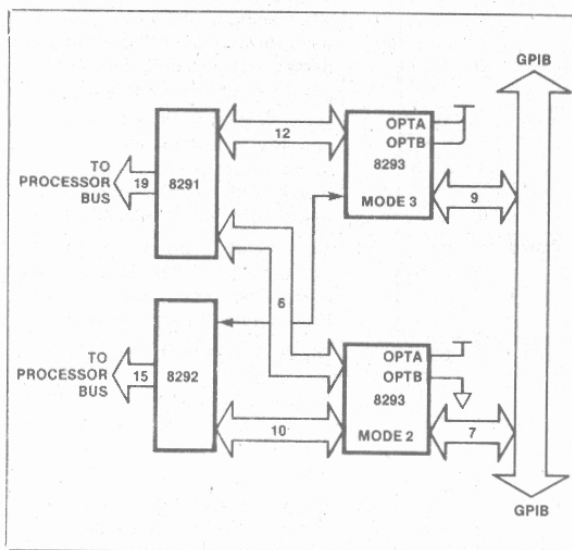 GPIB
OPTA
OPTB
12
8293
TO
PROCESSOR
BUS
19
8291
MODE 3
9
6
OPTA
TO
PROCESSOR
BUS
15
8292
OPTB
8293
10
MODE 2
7
GPIB